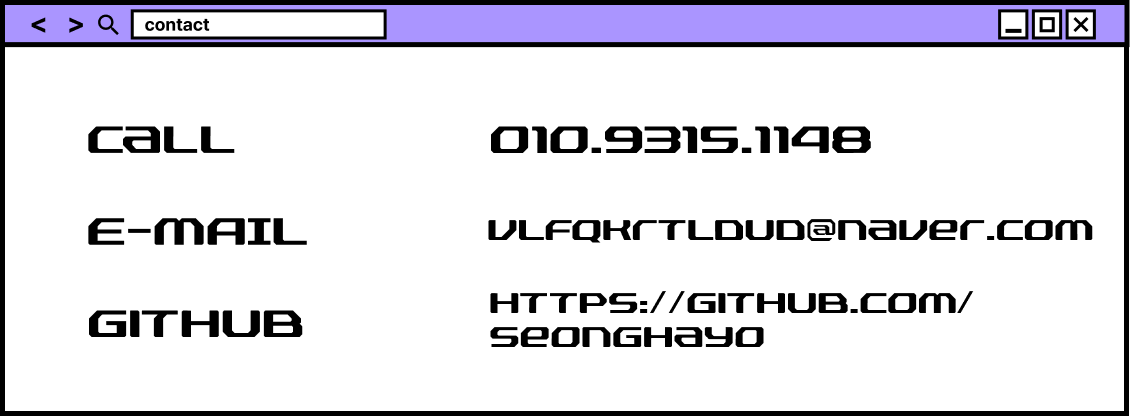 CaLL 010.9315.1148
E-mAIL VLFQKrTLDUD@naver.com
GITHUB HTTPS://GITHUB.COM/
SeonGHayo
contact